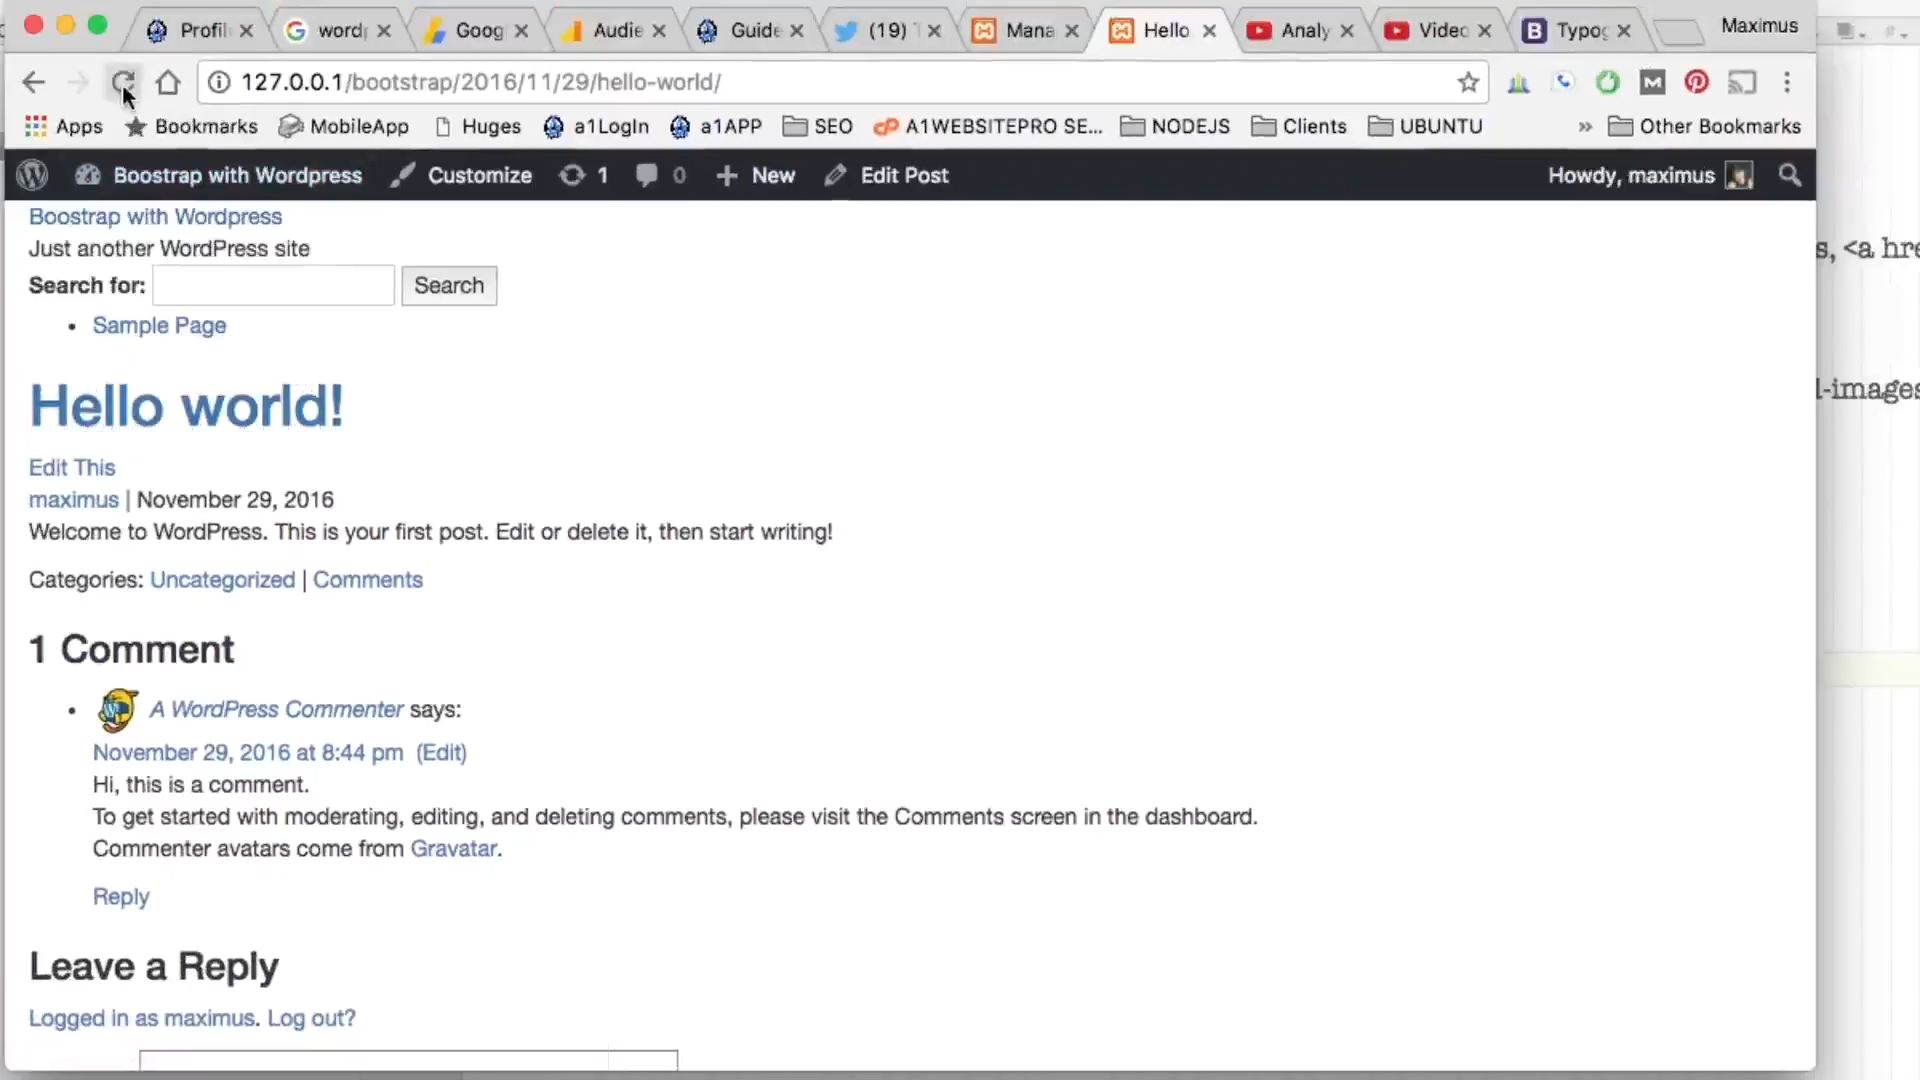 Profil wordp Goog Audie Guide (19) T Mana Hello Analy Video Typog Maximus
127.0.0.1/bootstrap/2016/11/29/hello-world/
Apps Bookmarks MobileApp Huges a1LogIn a1APP SEO A1WEBSITEPRO SE... NODEJS Clients UBUNTU » Other Bookmarks
Boostrap with Wordpress Customize 1 0 New Edit Post Howdy, maximus
Boostrap with Wordpress
Just another WordPress site
s, <a hre
Search for: Search
Sample Page
l-images
Hello world!
Edit This
maximus | November 29, 2016
Welcome to WordPress. This is your first post. Edit or delete it, then start writing!
Categories: Uncategorized | Comments
1 Comment
A WordPress Commenter says:
November 29, 2016 at 8:44 pm (Edit)
Hi, this is a comment.
To get started with moderating, editing, and deleting comments, please visit the Comments screen in the dashboard.
Commenter avatars come from Gravatar.
Reply
Leave a Reply
Logged in as maximus. Log out?